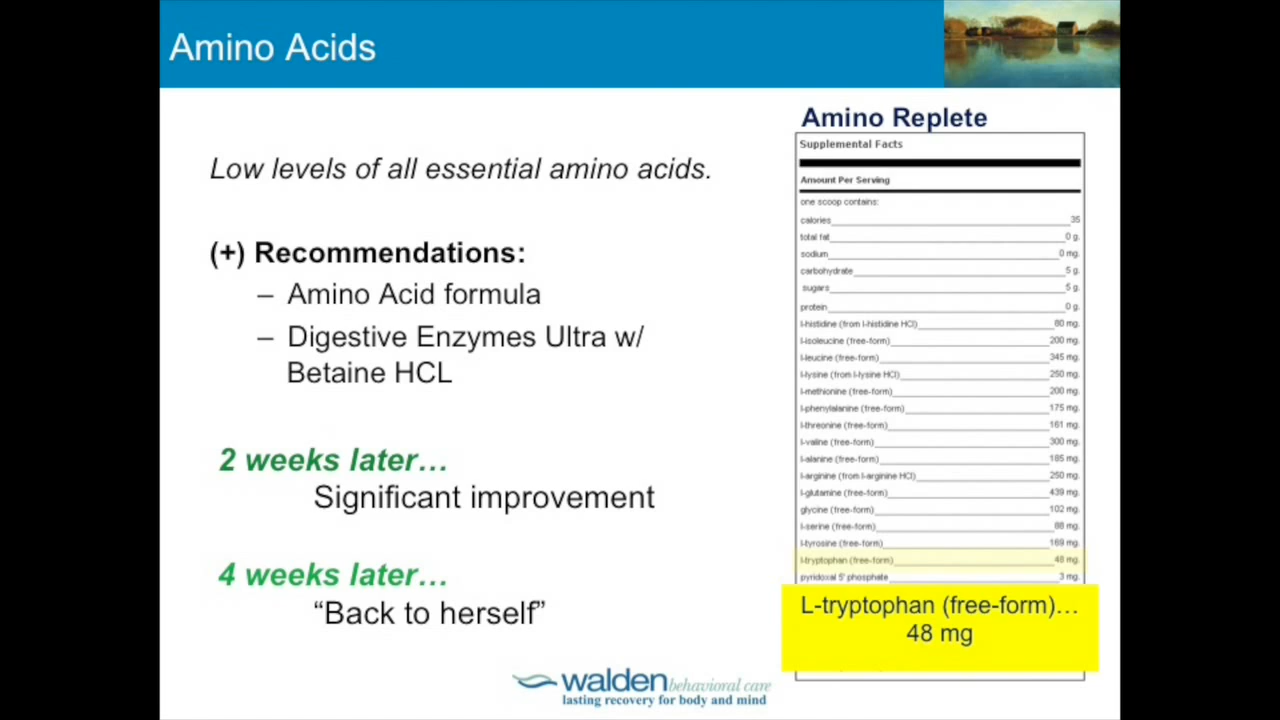 Amino Acids
Low levels of all essential amino acids.
(+) Recommendations:
– Amino Acid formula
– Digestive Enzymes Ultra w/
Betaine HCL
2 weeks later…
Significant improvement
4 weeks later…
“Back to herself”
Amino Replete
Supplemental Facts
Amount Per Serving
one scoop contains:
calories 35
total fat 0 g.
sodium 0 mg.
carbohydrate 5 g.
sugars 5 g.
protein 0 g.
l-histidine (from l-histidine HCl) 80 mg.
l-isoleucine (free-form) 200 mg.
l-leucine (free-form) 345 mg.
l-lysine (from l-lysine HCl) 250 mg.
l-methionine (free-form) 200 mg.
l-phenylalanine (free-form) 175 mg.
l-threonine (free-form) 161 mg.
l-valine (free-form) 300 mg.
l-alanine (free-form) 185 mg.
l-arginine (from l-arginine HCl) 250 mg.
l-glutamine (free-form) 439 mg.
glycine (free-form) 102 mg.
l-serine (free-form) 88 mg.
l-tyrosine (free-form) 169 mg.
l-tryptophan (free-form) 48 mg.
pyridoxal 5' phosphate 3 mg.
L-tryptophan (free-form)…
48 mg
walden behavioral care
lasting recovery for body and mind